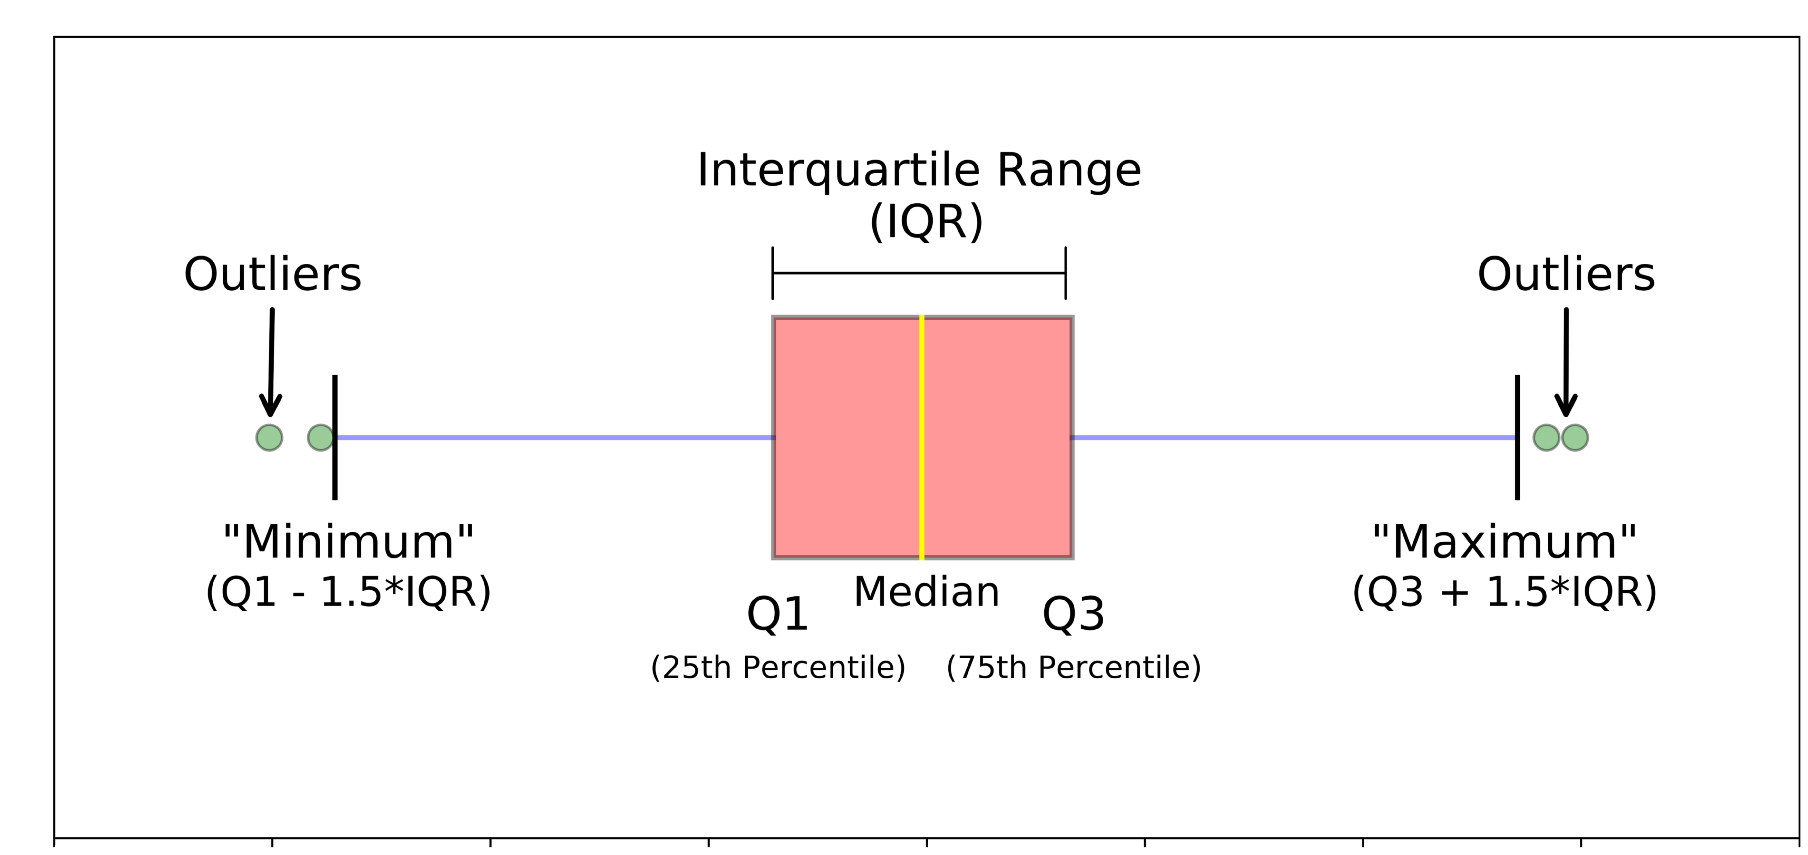 Interquartile Range
(IQR)
Outliers
Outliers
"Minimum"
(Q1 - 1.5*IQR)
"Maximum"
(Q3 + 1.5*IQR)
Median
Q1
Q3
(25th Percentile)
(75th Percentile)